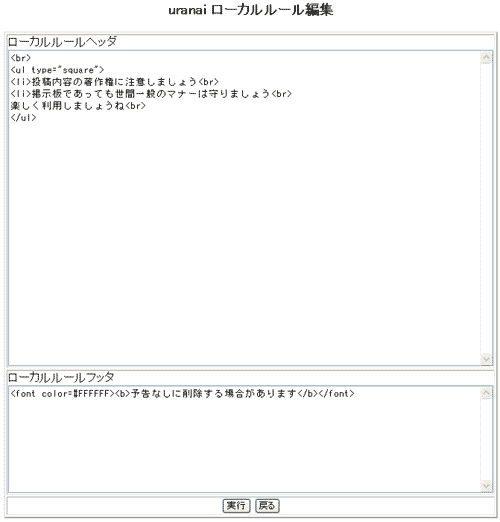 uranai ローカルルール編集
ローカルルールヘッダ
<br>
<ul type="square">
<li>投稿内容の著作権に注意しましょう<br>
<li>掲示板であっても世間一般のマナーは守りましょう<br>
楽しく利用しましょうね<br>
</ul>
ローカルルールフッタ
<font color=#FFFFFF><b>予告なしに削除する場合があります</b></font>
実行 戻る